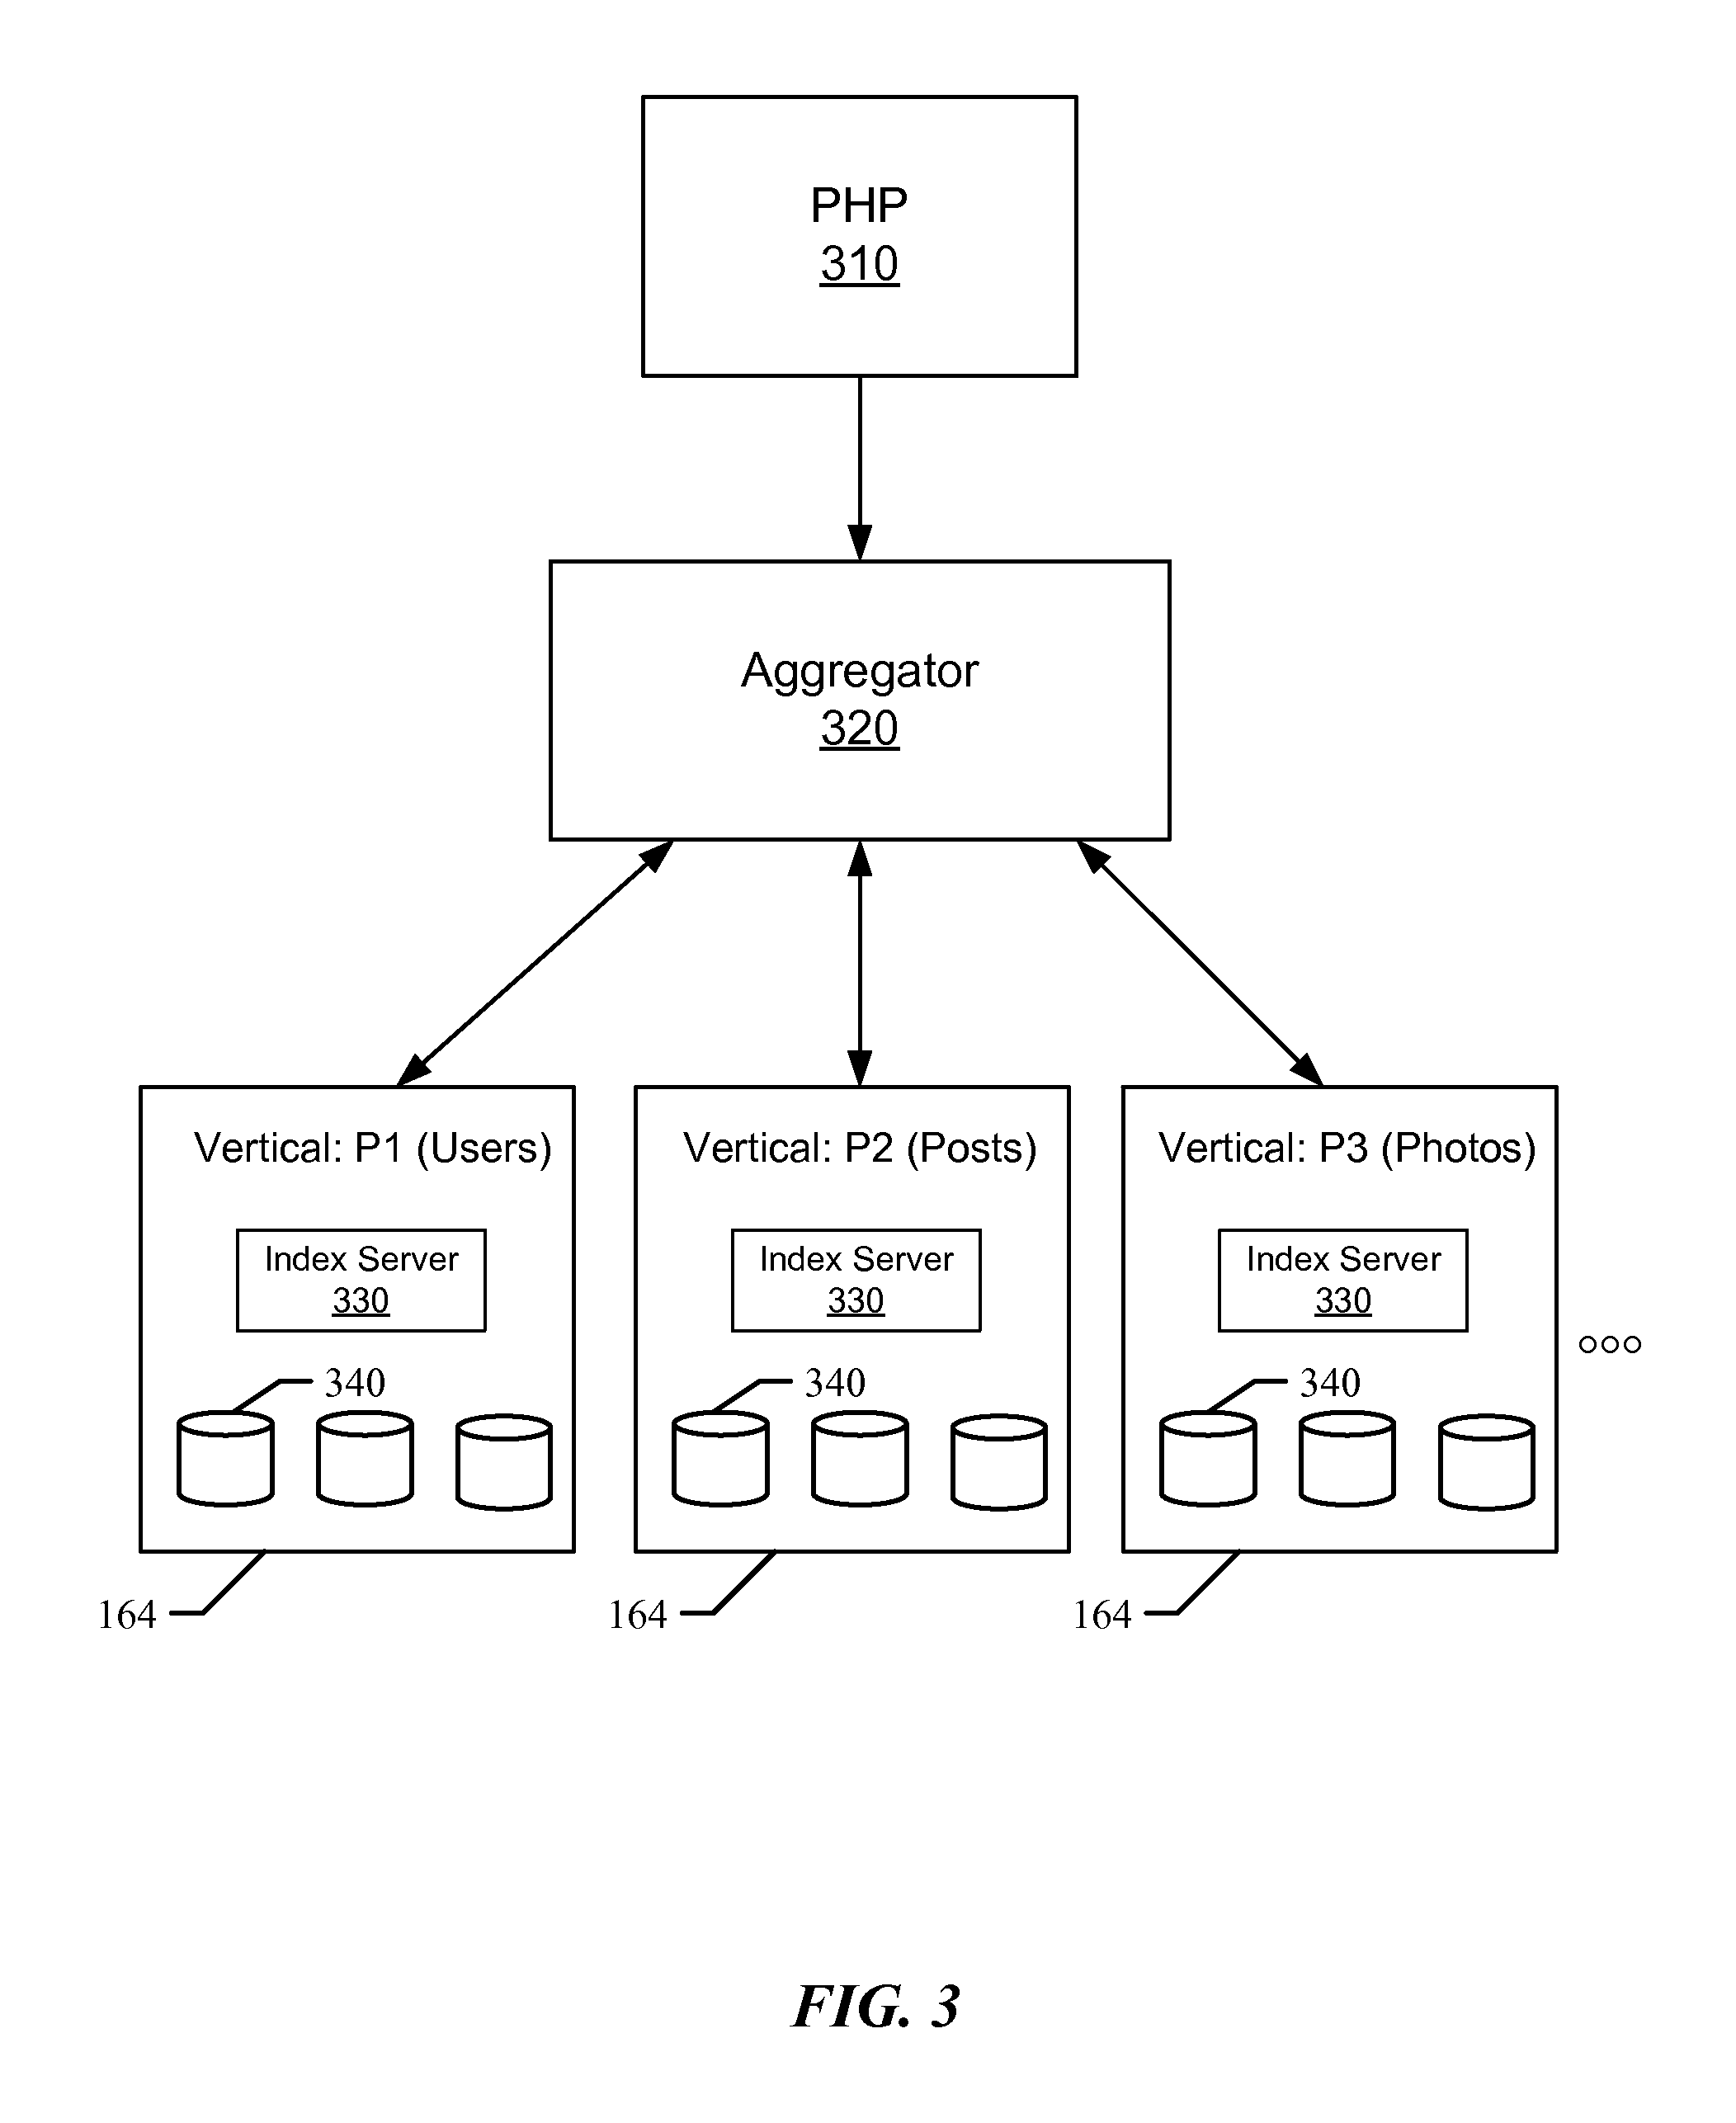 PHP
310
Aggregator
320
Vertical: P1 (Users)
Index Server
330
340
164
Vertical: P2 (Posts)
Index Server
330
340
164
Vertical: P3 (Photos)
Index Server
330
340
164
FIG. 3